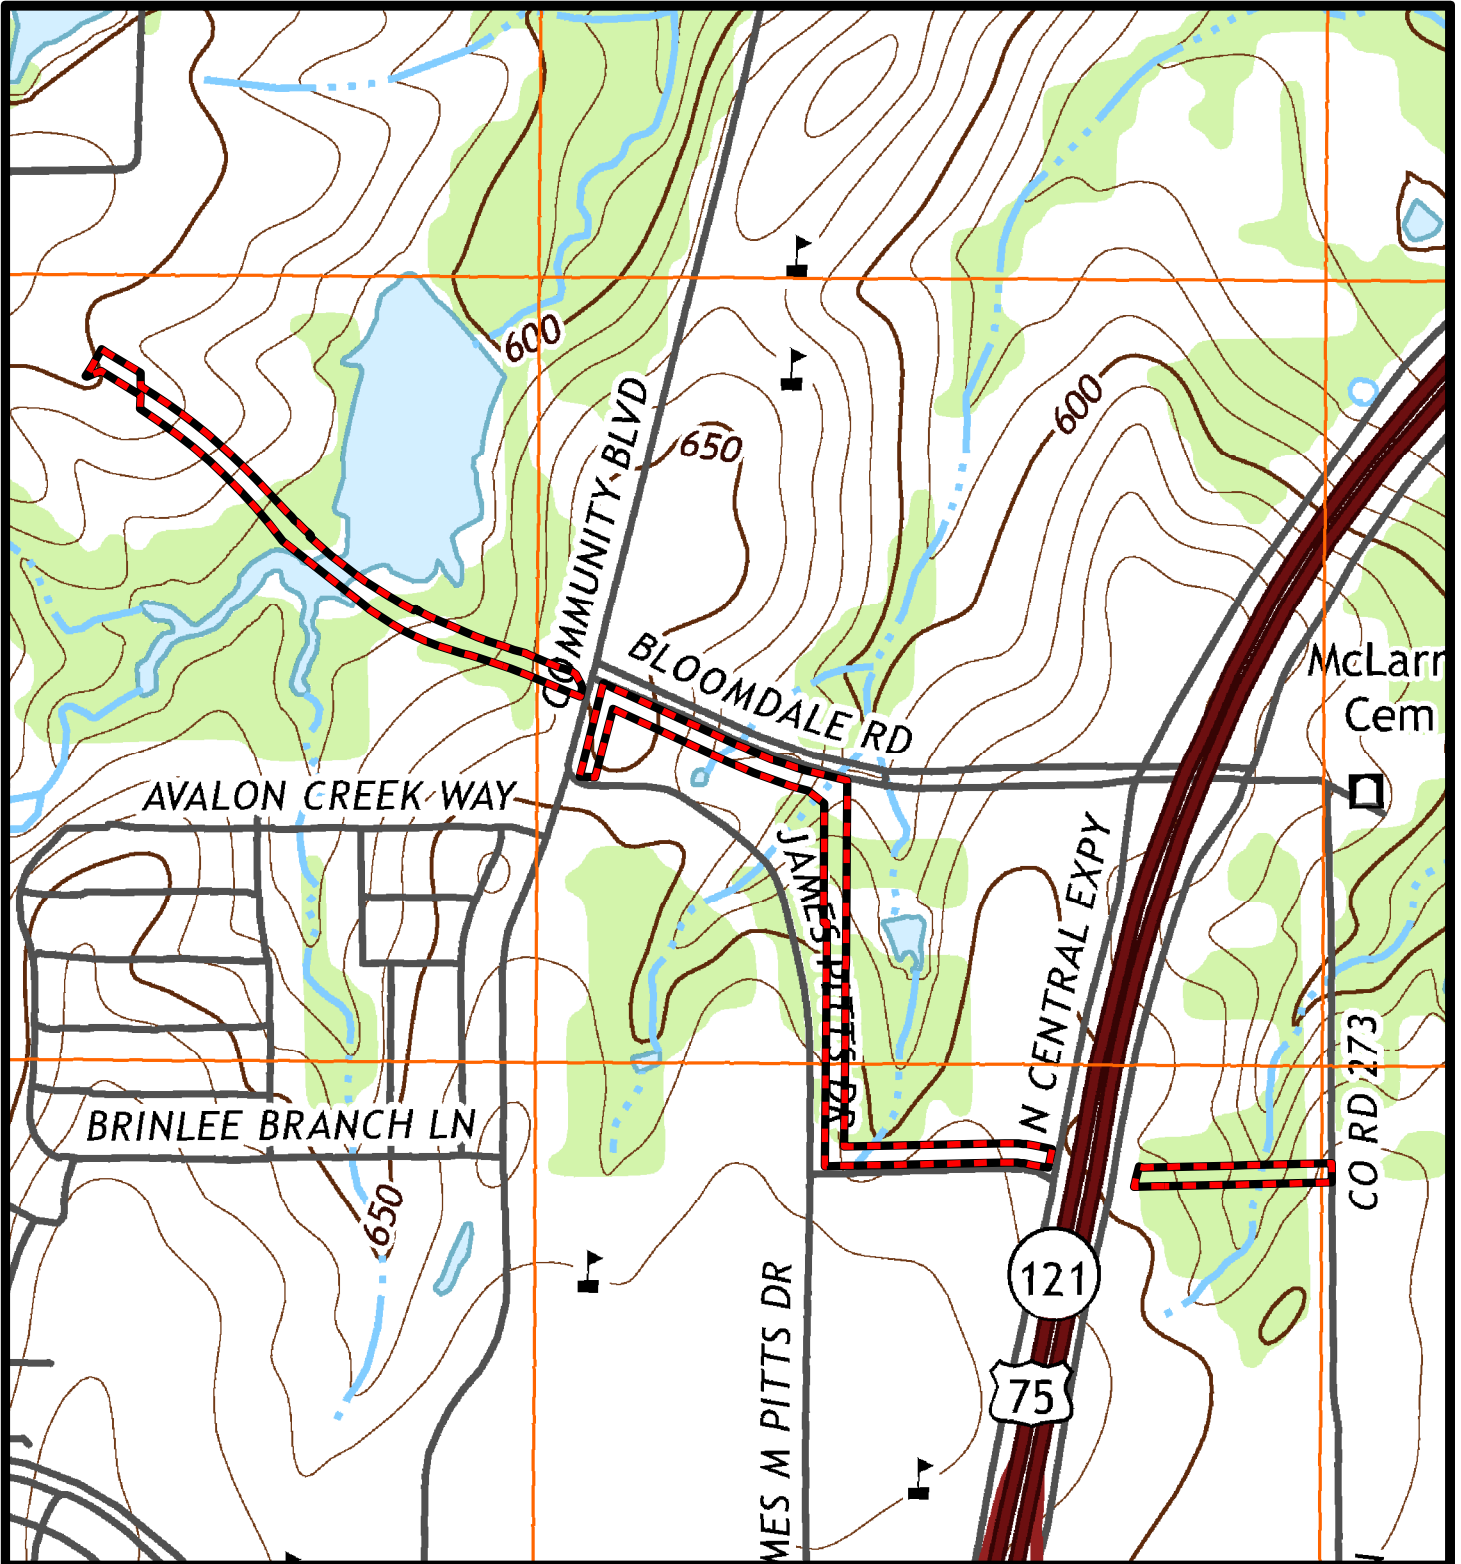 600
COMMUNITY BLVD
650
600
BLOOMDALE RD
McLarr
Cem
AVALON CREEK WAY
JAMES PITTS DR
N CENTRAL EXPY
BRINLEE BRANCH LN
CO RD 273
650
121
MES M PITTS DR
75